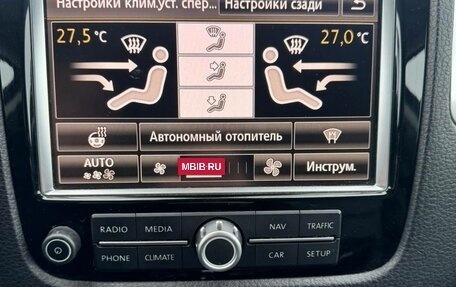 Настройки клим.уст. спер... Настройки сзади
27,5 °C 27,0 °C
Автономный отопитель
AUTO MBIB.RU Инструм.
RADIO MEDIA NAV TRAFFIC
PHONE CLIMATE CAR SETUP